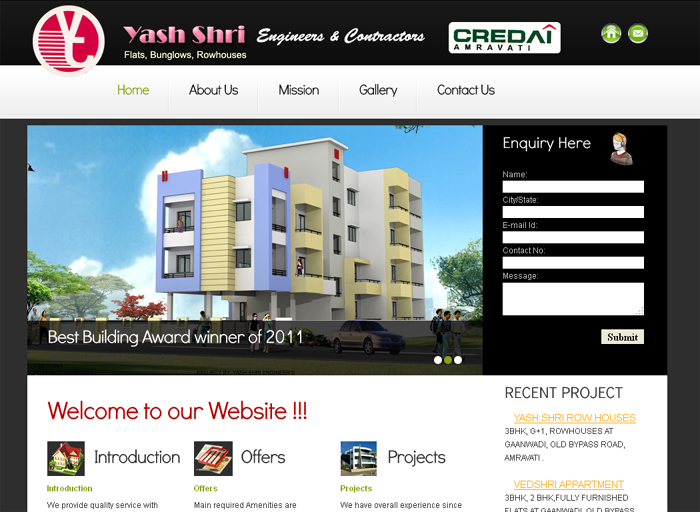 Yash Shri Engineers & Contractors
Flats, Bunglows, Rowhouses
CREDAI
AMRAVATI
Home About Us Mission Gallery Contact Us
Enquiry Here
Name:
City/State:
E-mail Id:
Contact No:
Message:
Submit
Best Building Award winner of 2011
Welcome to our Website !!!
Introduction Offers Projects
Introduction Offers Projects
We provide quality service with Main required Amenities are We have overall experience since
RECENT PROJECT
YASH SHRI ROW HOUSES
3BHK, G+1, ROWHOUSES AT
GAANWADI, OLD BYPASS ROAD,
AMRAVATI .
VEDSHRI APPARTMENT
3BHK, 2 BHK,FULLY FURNISHED
FLATS AT GAANWADI, OLD BYPASS